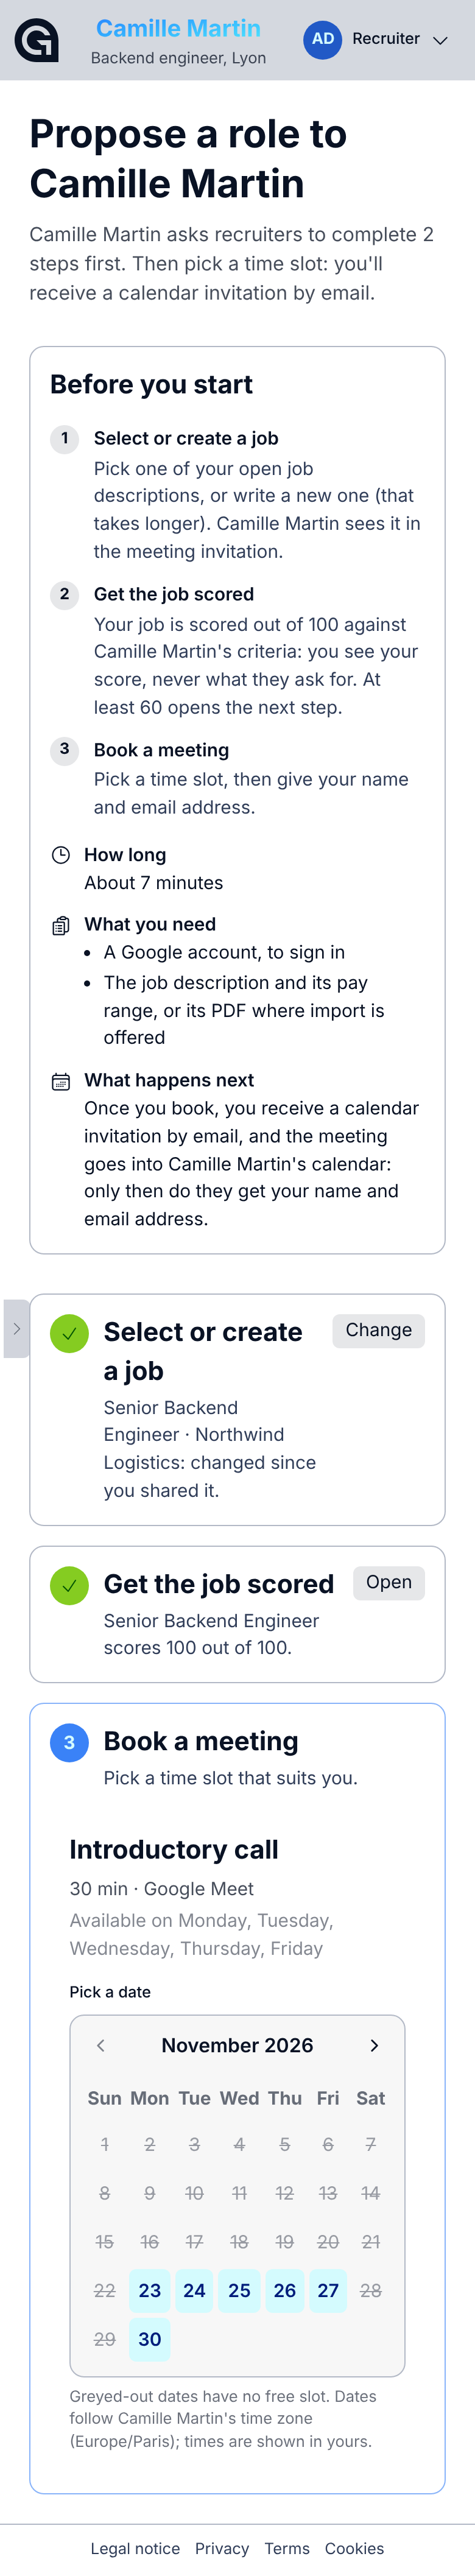 Camille Martin
Backend engineer, Lyon
AD
Recruiter
Propose a role to
Camille Martin
Camille Martin asks recruiters to complete 2
steps first. Then pick a time slot: you'll
receive a calendar invitation by email.
Before you start
1
Select or create a job
Pick one of your open job
descriptions, or write a new one (that
takes longer). Camille Martin sees it in
the meeting invitation.
2
Get the job scored
Your job is scored out of 100 against
Camille Martin's criteria: you see your
score, never what they ask for. At
least 60 opens the next step.
3
Book a meeting
Pick a time slot, then give your name
and email address.
How long
About 7 minutes
What you need
• A Google account, to sign in
• The job description and its pay
range, or its PDF where import is
offered
What happens next
Once you book, you receive a calendar
invitation by email, and the meeting
goes into Camille Martin's calendar:
only then do they get your name and
email address.
Select or create
a job
Change
Senior Backend
Engineer · Northwind
Logistics: changed since
you shared it.
Get the job scored
Open
Senior Backend Engineer
scores 100 out of 100.
3
Book a meeting
Pick a time slot that suits you.
Introductory call
30 min · Google Meet
Available on Monday, Tuesday,
Wednesday, Thursday, Friday
Pick a date
November 2026
Sun Mon Tue Wed Thu Fri Sat
1 2 3 4 5 6 7
8 9 10 11 12 13 14
15 16 17 18 19 20 21
22 23 24 25 26 27 28
29 30
Greyed-out dates have no free slot. Dates
follow Camille Martin's time zone
(Europe/Paris); times are shown in yours.
Legal notice Privacy Terms Cookies